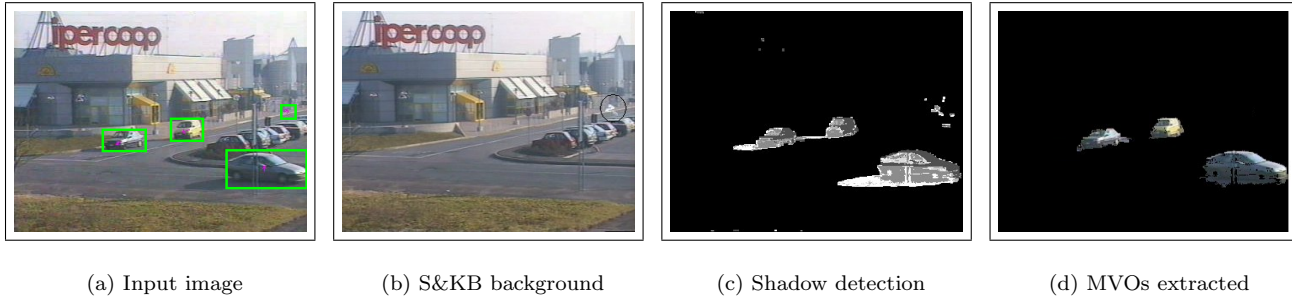 ipercoop
ipercoop
(a) Input image
(b) S&KB background
(c) Shadow detection
(d) MVOs extracted